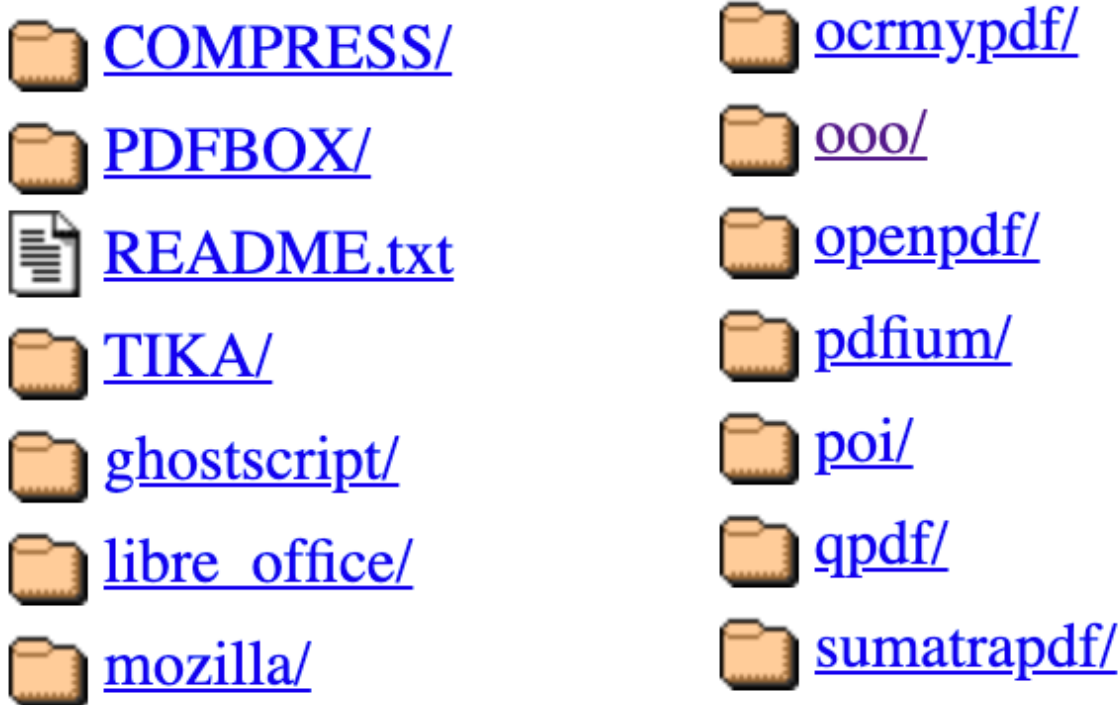 COMPRESS/
PDFBOX/
README.txt
TIKA/
ghostscript/
libre_office/
mozilla/
ocrmypdf/
ooo/
openpdf/
pdfium/
poi/
qpdf/
sumatrapdf/